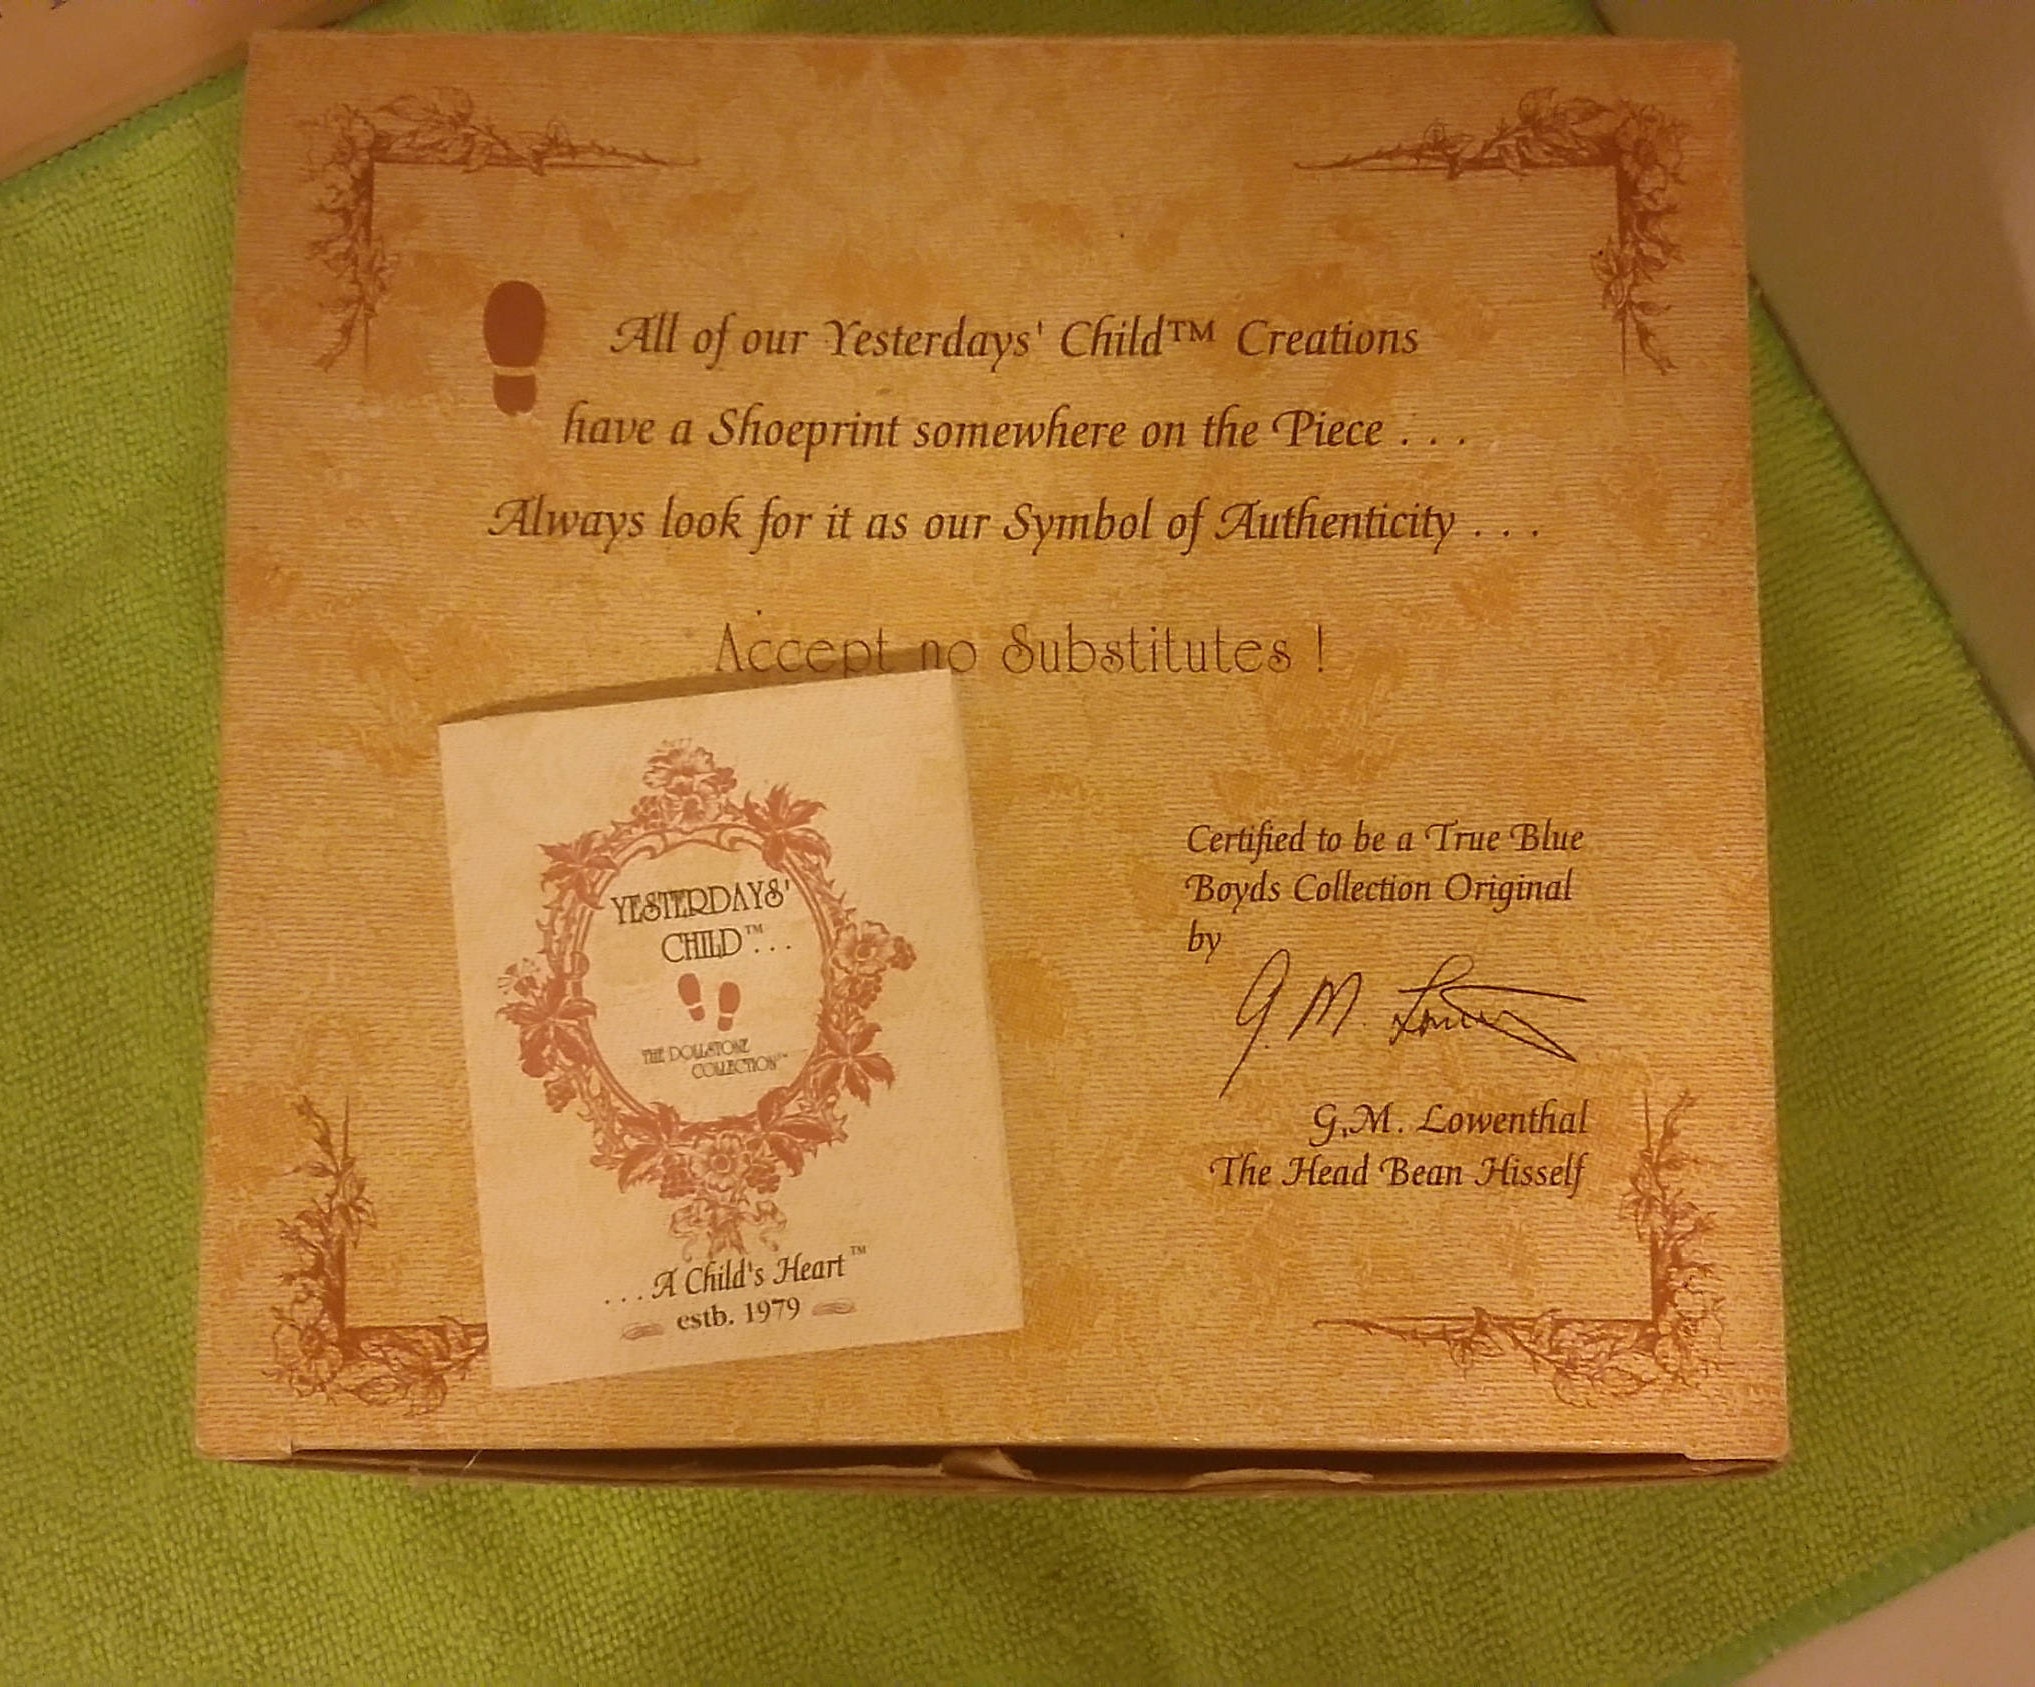 All of our Yesterdays' Child™ Creations
have a Shoeprint somewhere on the Piece . . .
Always look for it as our Symbol of Authenticity . . .
Accept no Substitutes !
YESTERDAYS'
CHILD™ . . .
THE DOLLSTONE
COLLECTION™
. . . A Child's Heart™
estb. 1979
Certified to be a True Blue
Boyds Collection Original
by
G. M. Lowenthal
G.M. Lowenthal
The Head Bean Hisself